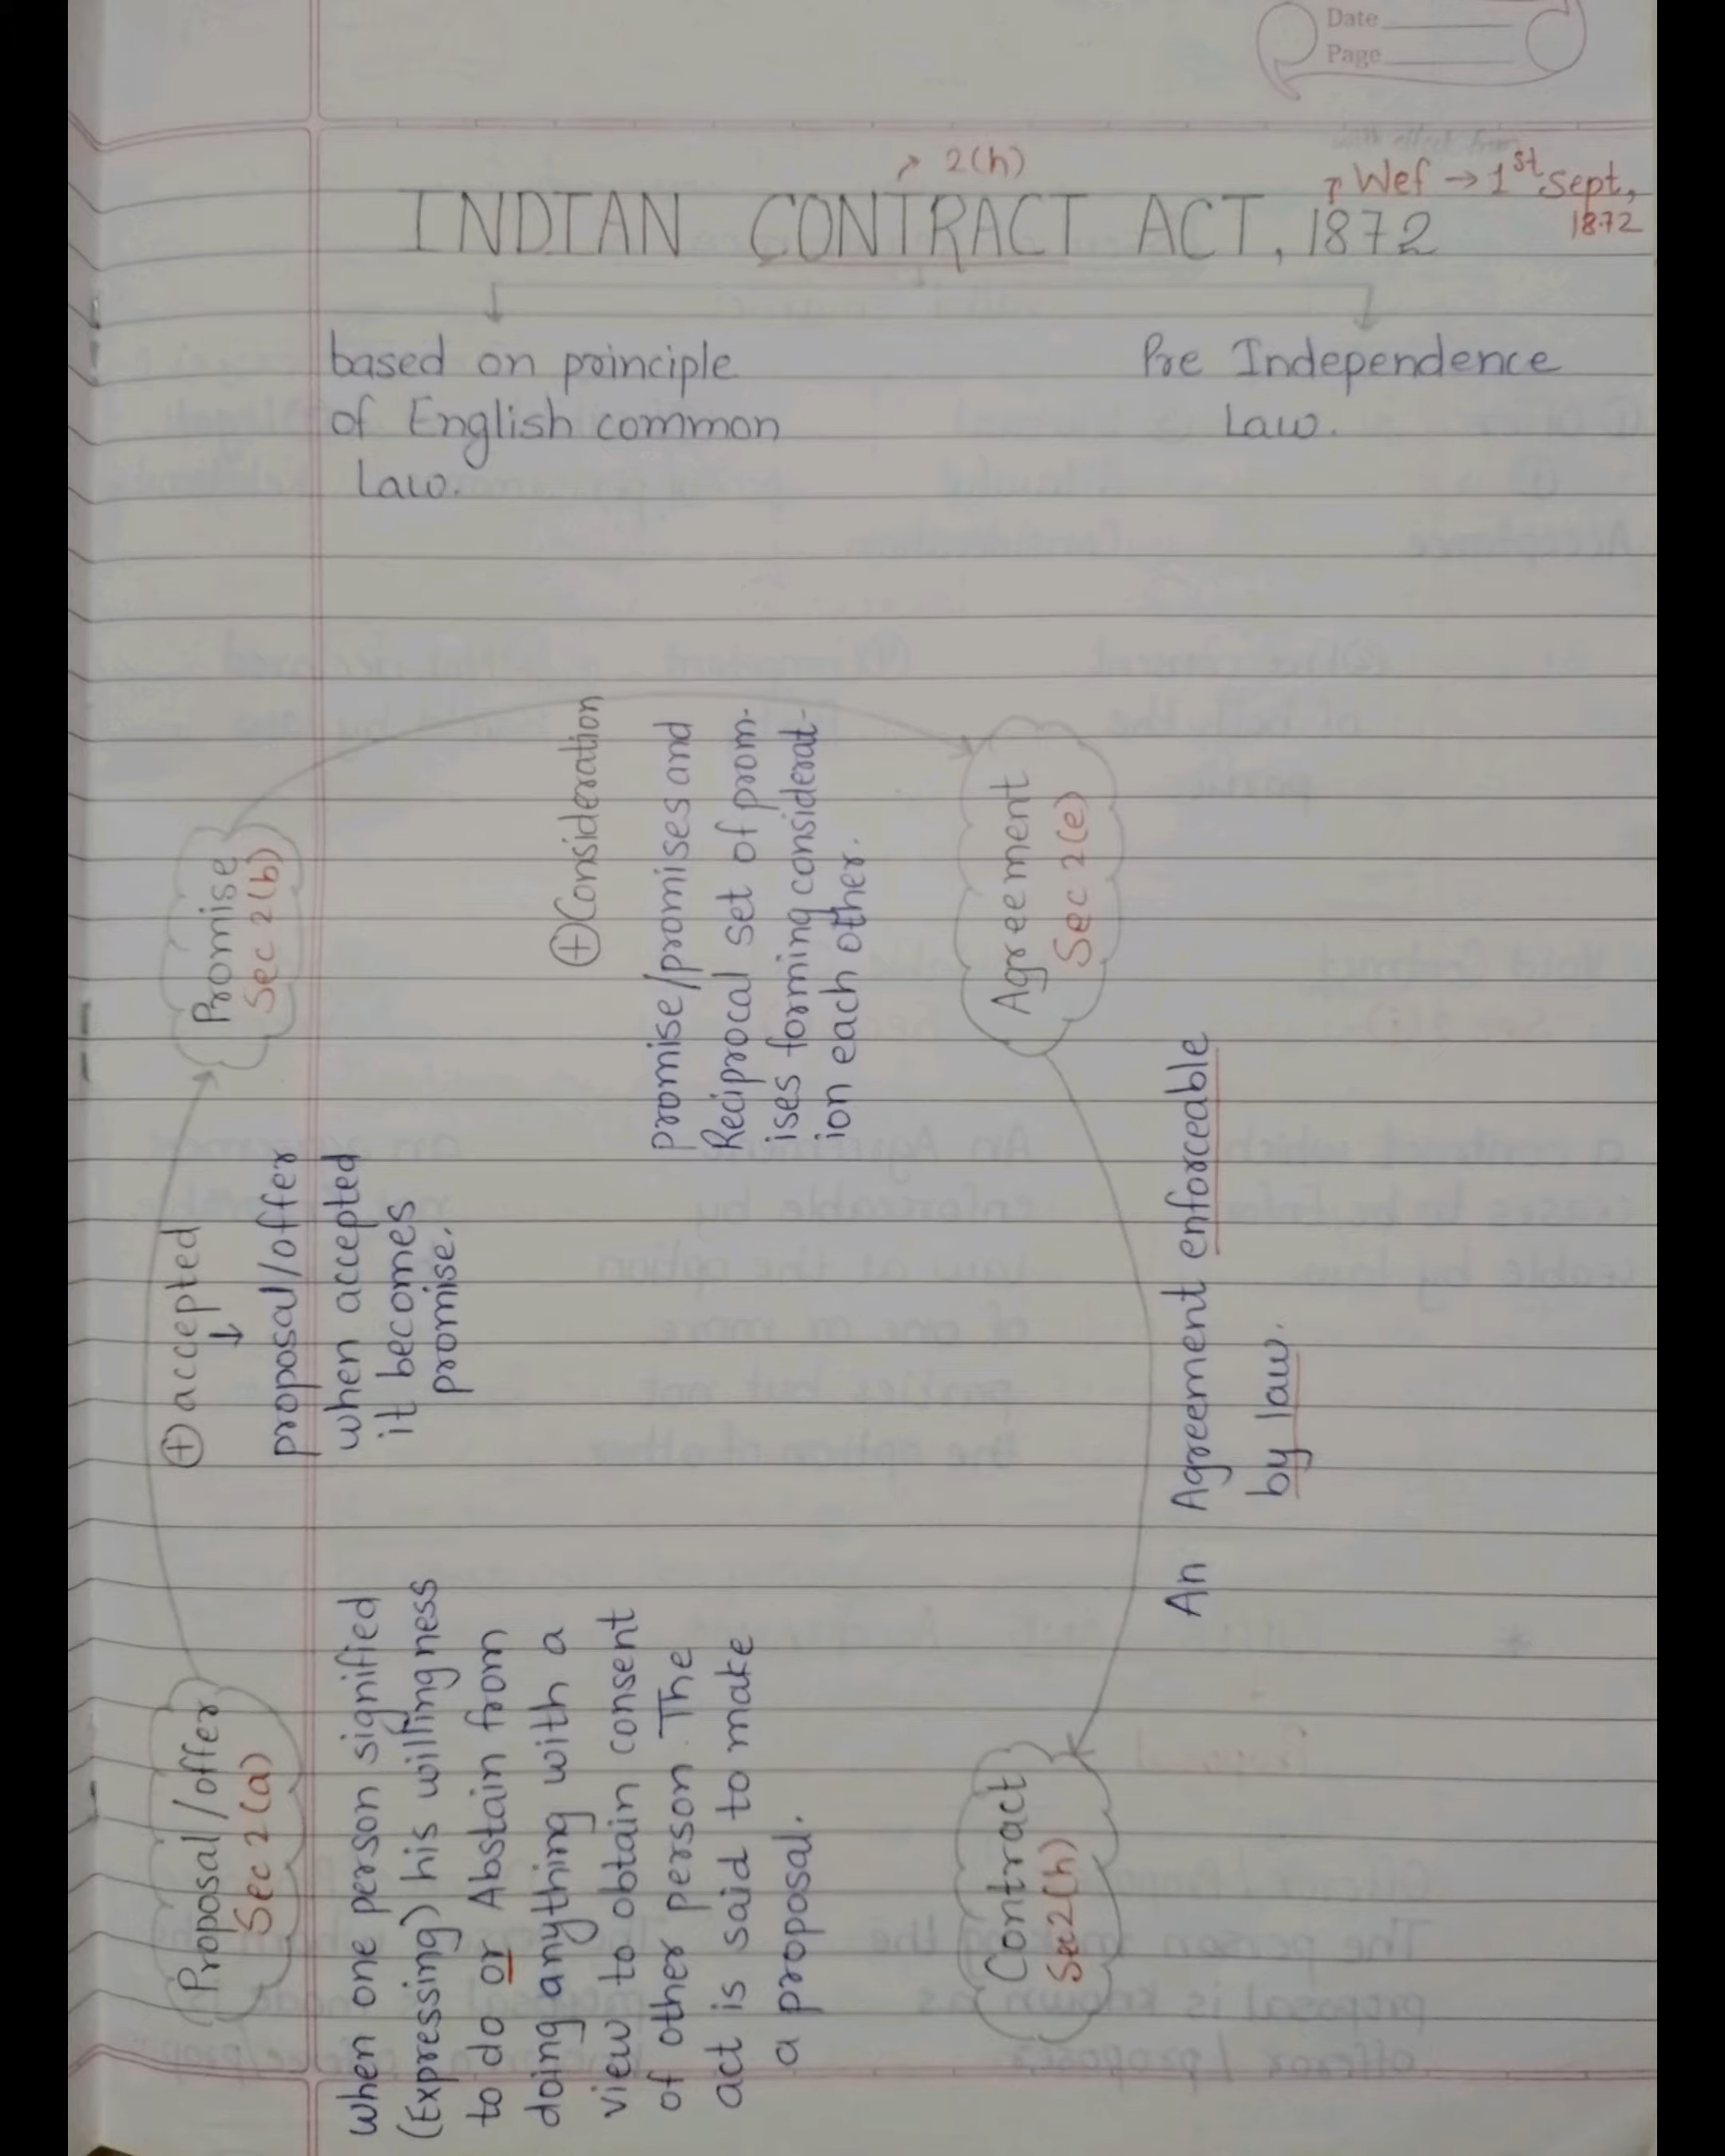 Date
Page
2(h)
with effect from
Wef → 1st Sept,
1872
INDIAN CONTRACT ACT, 1872
based on principle
of English common
Law.
Pre Independence
Law.
Proposal/offer
Sec 2(a)
when one person signified
(Expressing) his willingness
to do or Abstain from
doing anything with a
view to obtain consent
of other person. The
act is said to make
a proposal.
+ accepted
↓
proposal/offer
when accepted
it becomes
promise.
Promise
Sec 2(b)
+ Consideration
promise/promises and
Reciprocal set of prom-
ises forming considerat-
ion each other.
Agreement
Sec 2(e)
An Agreement enforceable
by law.
Contract
Sec 2(h)